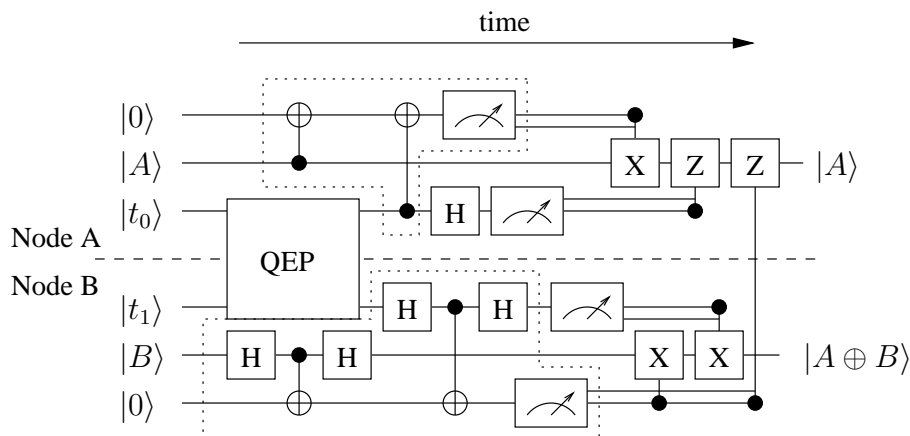 time
|0⟩
|A⟩ X Z Z |A⟩
|t₀⟩ H
Node A
QEP
Node B
|t₁⟩ H H
|B⟩ H H X X |A ⊕ B⟩
|0⟩